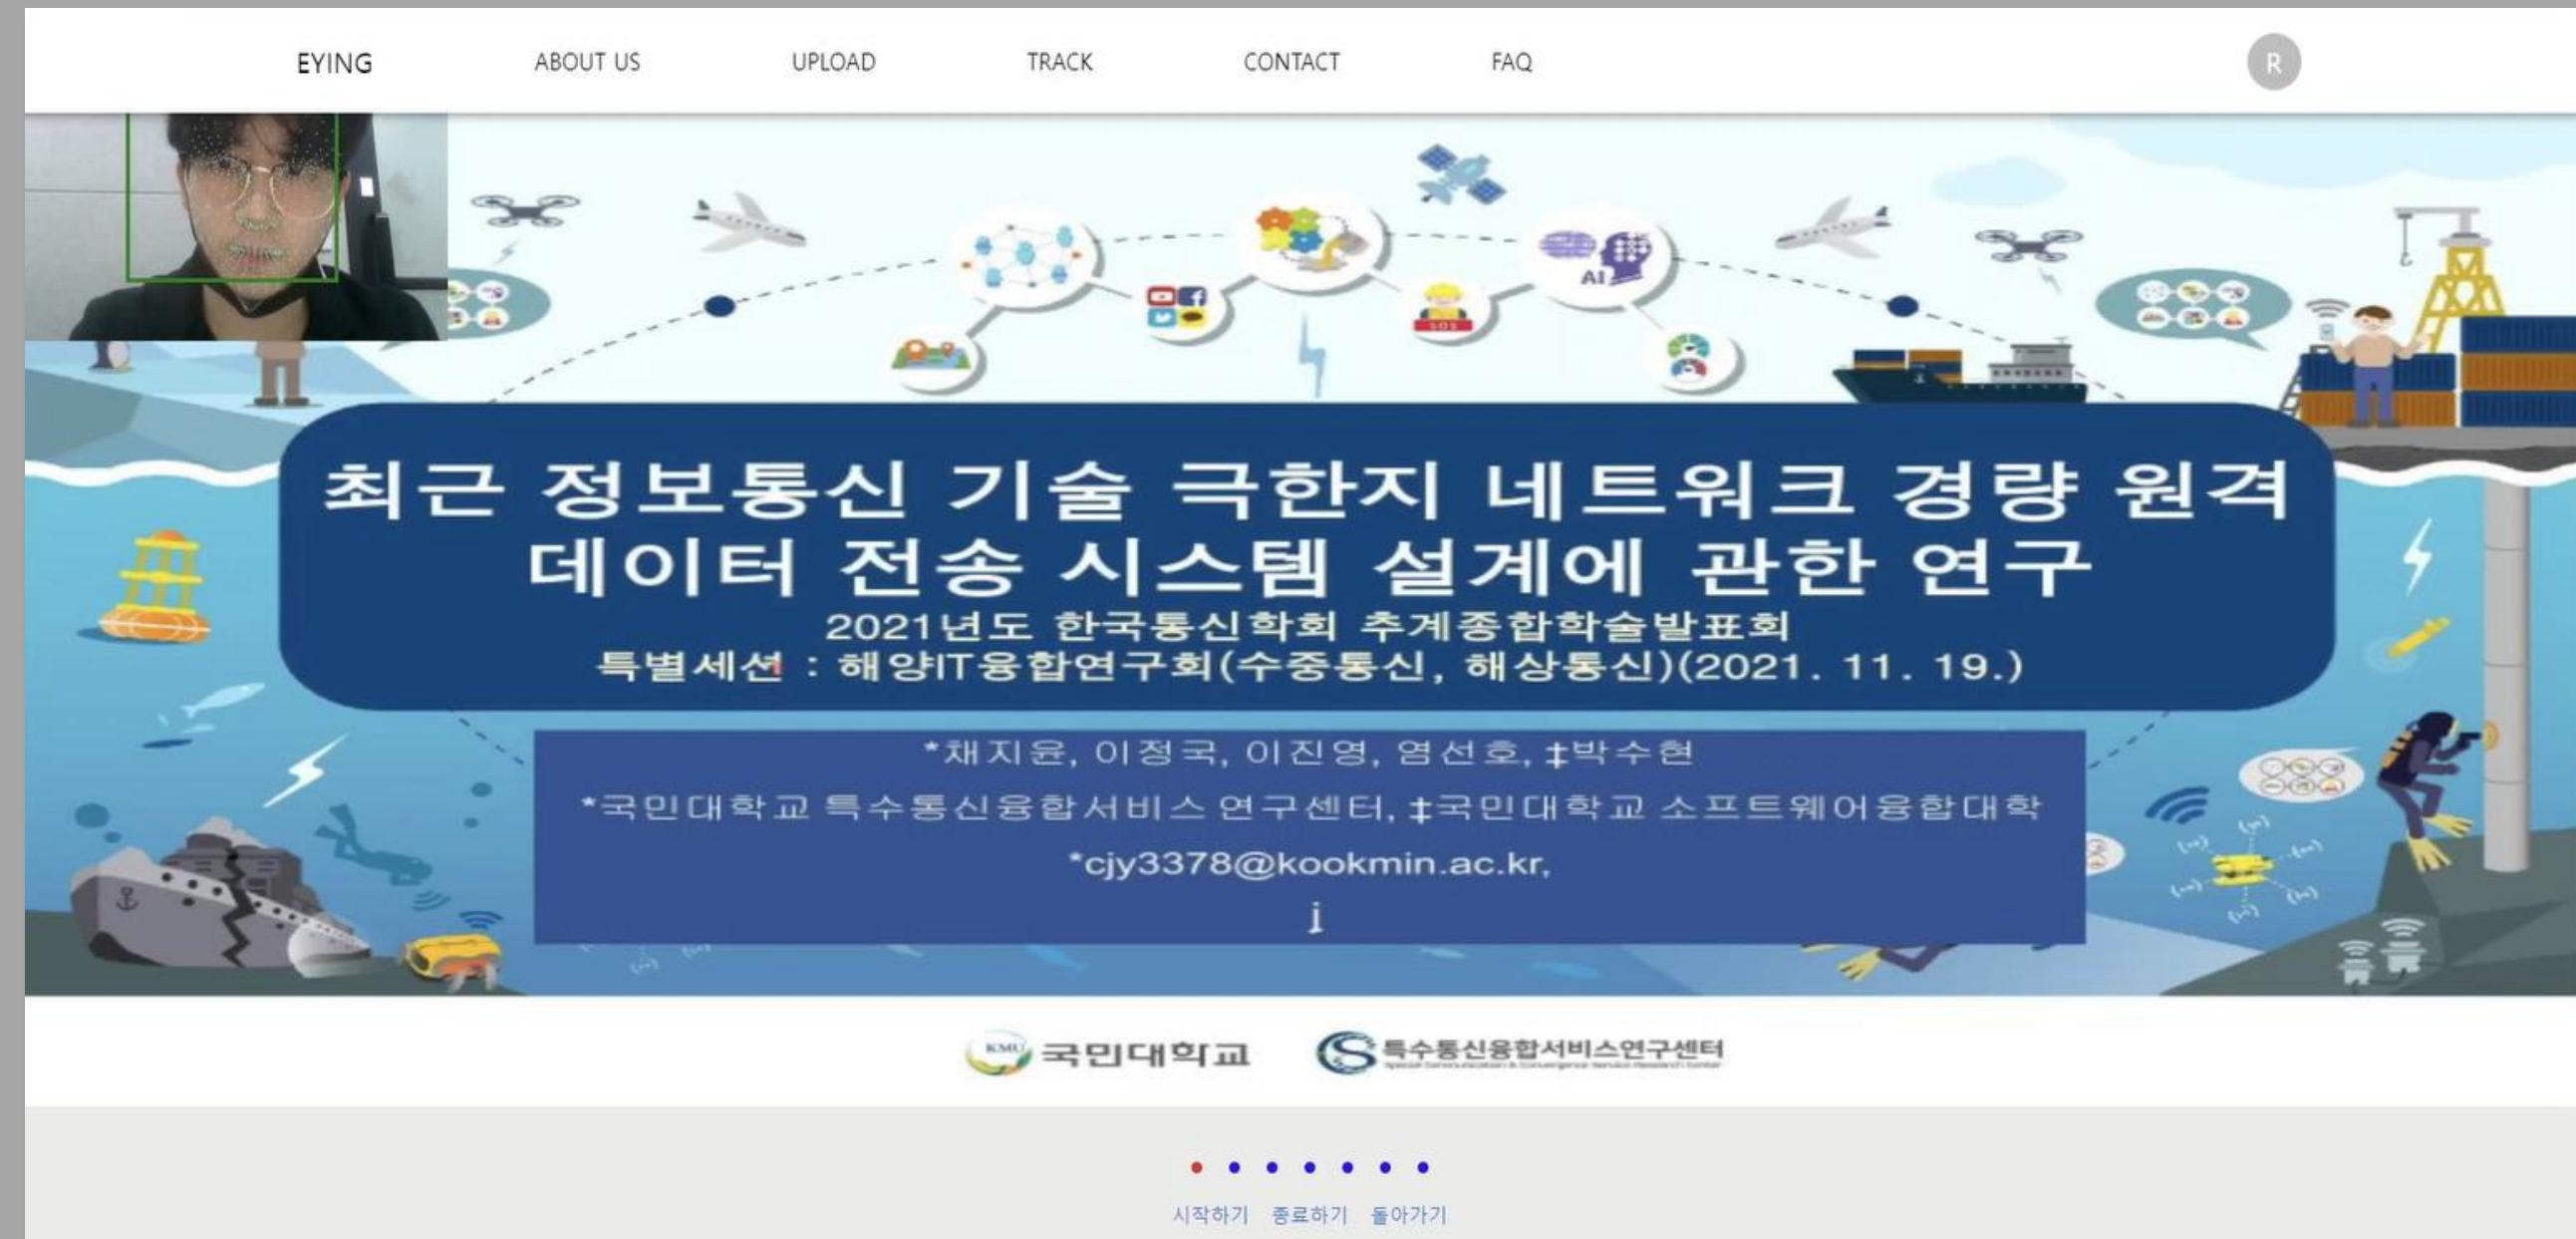 EYING ABOUT US UPLOAD TRACK CONTACT FAQ R
AI
SOS
최근 정보통신 기술 극한지 네트워크 경량 원격
데이터 전송 시스템 설계에 관한 연구
2021년도 한국통신학회 추계종합학술발표회
특별세션 : 해양IT융합연구회(수중통신, 해상통신)(2021. 11. 19.)
*채지윤, 이정국, 이진영, 염선호, ‡박수현
*국민대학교 특수통신융합서비스 연구센터, ‡국민대학교 소프트웨어융합대학
*cjy3378@kookmin.ac.kr,
j
KMU 국민대학교 특수통신융합서비스연구센터
Special Communication & Convergence Service Research Center
시작하기 종료하기 돌아가기